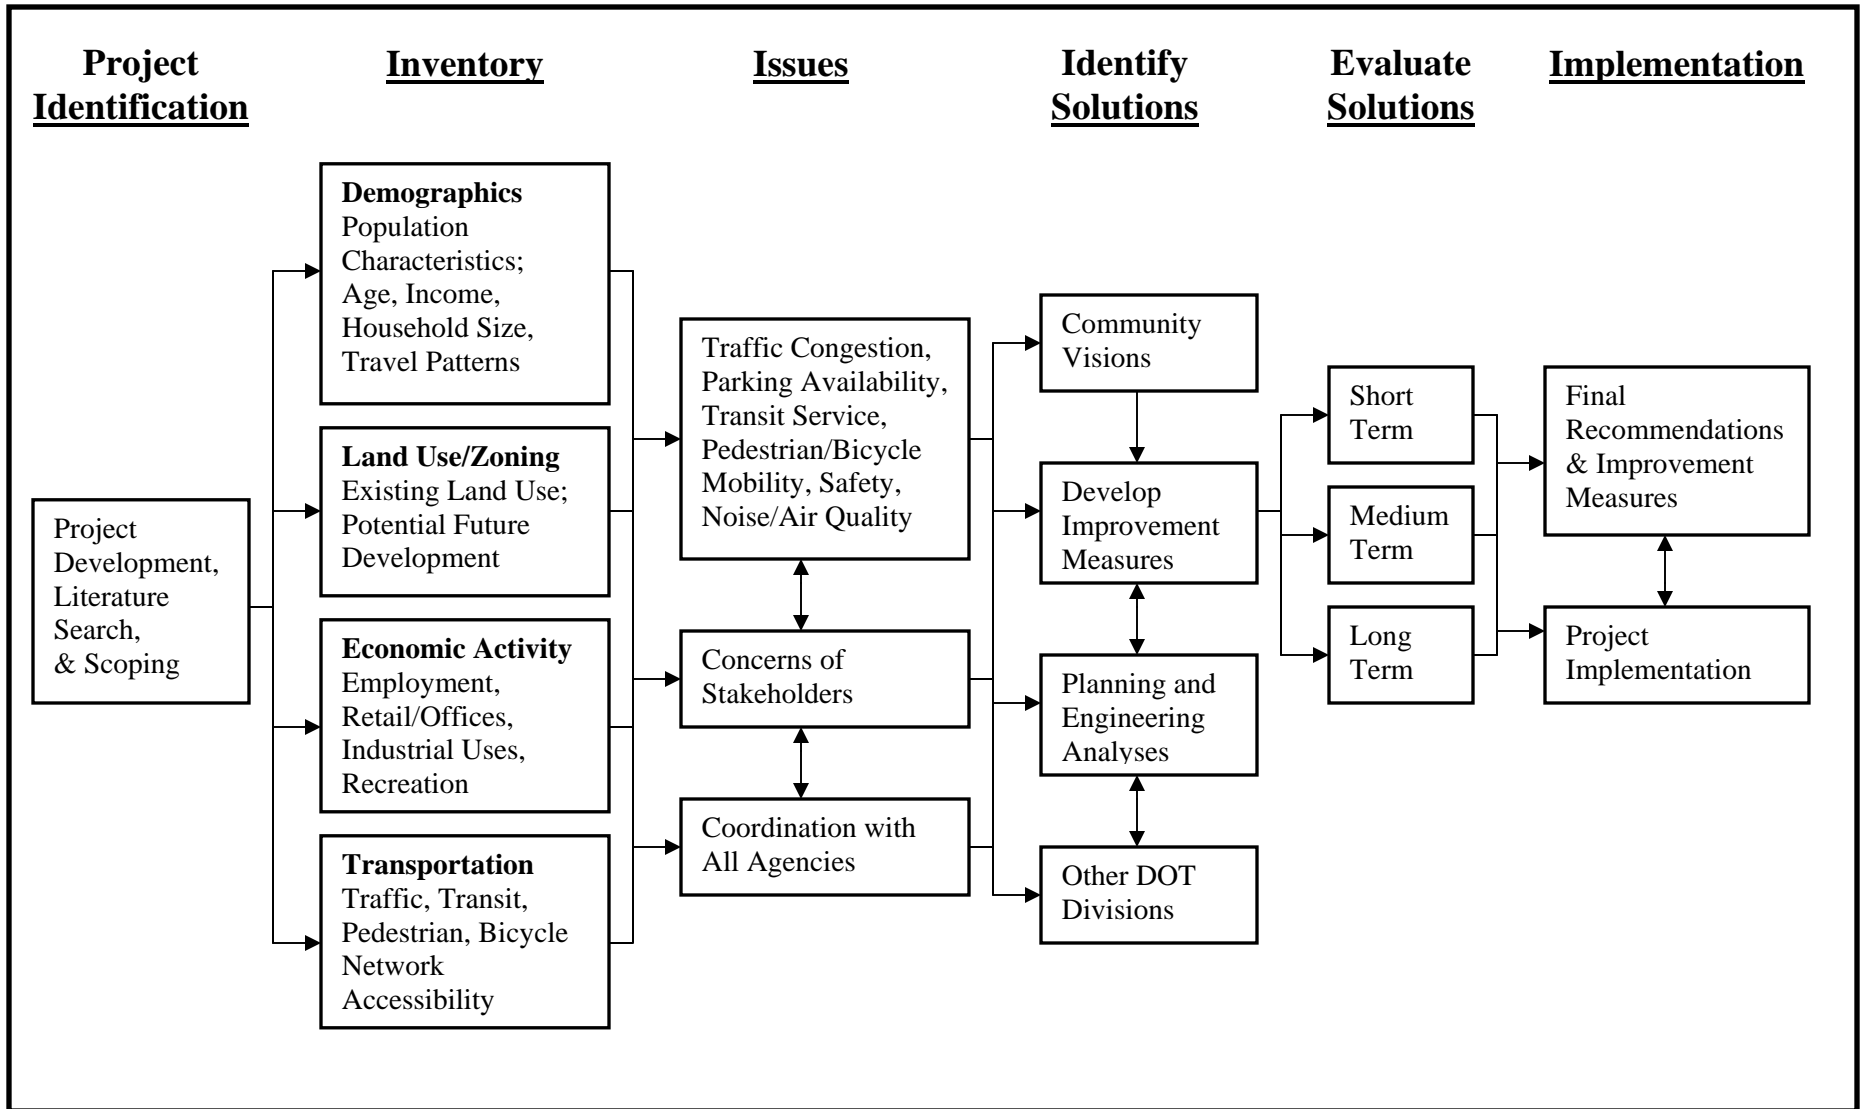 Project
Identification
Inventory
Issues
Identify
Solutions
Evaluate
Solutions
Implementation
Project
Development,
Literature
Search,
& Scoping
Demographics
Population
Characteristics;
Age, Income,
Household Size,
Travel Patterns
Land Use/Zoning
Existing Land Use;
Potential Future
Development
Economic Activity
Employment,
Retail/Offices,
Industrial Uses,
Recreation
Transportation
Traffic, Transit,
Pedestrian, Bicycle
Network
Accessibility
Traffic Congestion,
Parking Availability,
Transit Service,
Pedestrian/Bicycle
Mobility, Safety,
Noise/Air Quality
Concerns of
Stakeholders
Coordination with
All Agencies
Community
Visions
Develop
Improvement
Measures
Planning and
Engineering
Analyses
Other DOT
Divisions
Short
Term
Medium
Term
Long
Term
Final
Recommendations
& Improvement
Measures
Project
Implementation